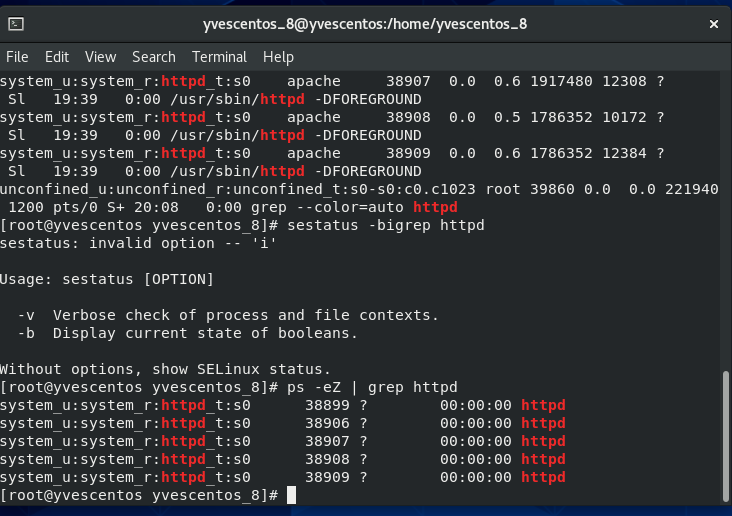 yvescentos_8@yvescentos:/home/yvescentos_8
File Edit View Search Terminal Help
system_u:system_r:httpd_t:s0    apache     38907  0.0  0.6 1917480 12308 ?
 Sl   19:39   0:00 /usr/sbin/httpd -DFOREGROUND
system_u:system_r:httpd_t:s0    apache     38908  0.0  0.5 1786352 10172 ?
 Sl   19:39   0:00 /usr/sbin/httpd -DFOREGROUND
system_u:system_r:httpd_t:s0    apache     38909  0.0  0.6 1786352 12384 ?
 Sl   19:39   0:00 /usr/sbin/httpd -DFOREGROUND
unconfined_u:unconfined_r:unconfined_t:s0-s0:c0.c1023 root 39860 0.0  0.0 221940
 1200 pts/0 S+ 20:08   0:00 grep --color=auto httpd
[root@yvescentos yvescentos_8]# sestatus -bigrep httpd
sestatus: invalid option -- 'i'

Usage: sestatus [OPTION]

  -v  Verbose check of process and file contexts.
  -b  Display current state of booleans.

Without options, show SELinux status.
[root@yvescentos yvescentos_8]# ps -eZ | grep httpd
system_u:system_r:httpd_t:s0      38899 ?        00:00:00 httpd
system_u:system_r:httpd_t:s0      38906 ?        00:00:00 httpd
system_u:system_r:httpd_t:s0      38907 ?        00:00:00 httpd
system_u:system_r:httpd_t:s0      38908 ?        00:00:00 httpd
system_u:system_r:httpd_t:s0      38909 ?        00:00:00 httpd
[root@yvescentos yvescentos_8]#